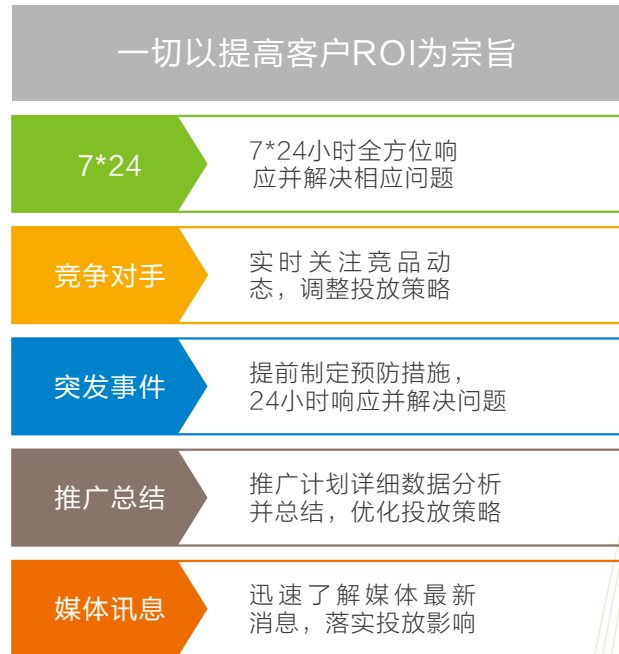 一切以提高客户ROI为宗旨
7*24
7*24小时全方位响
应并解决相应问题
竞争对手
实时关注竞品动
态，调整投放策略
突发事件
提前制定预防措施，
24小时响应并解决问题
推广总结
推广计划详细数据分析
并总结，优化投放策略
媒体讯息
迅速了解媒体最新
消息，落实投放影响